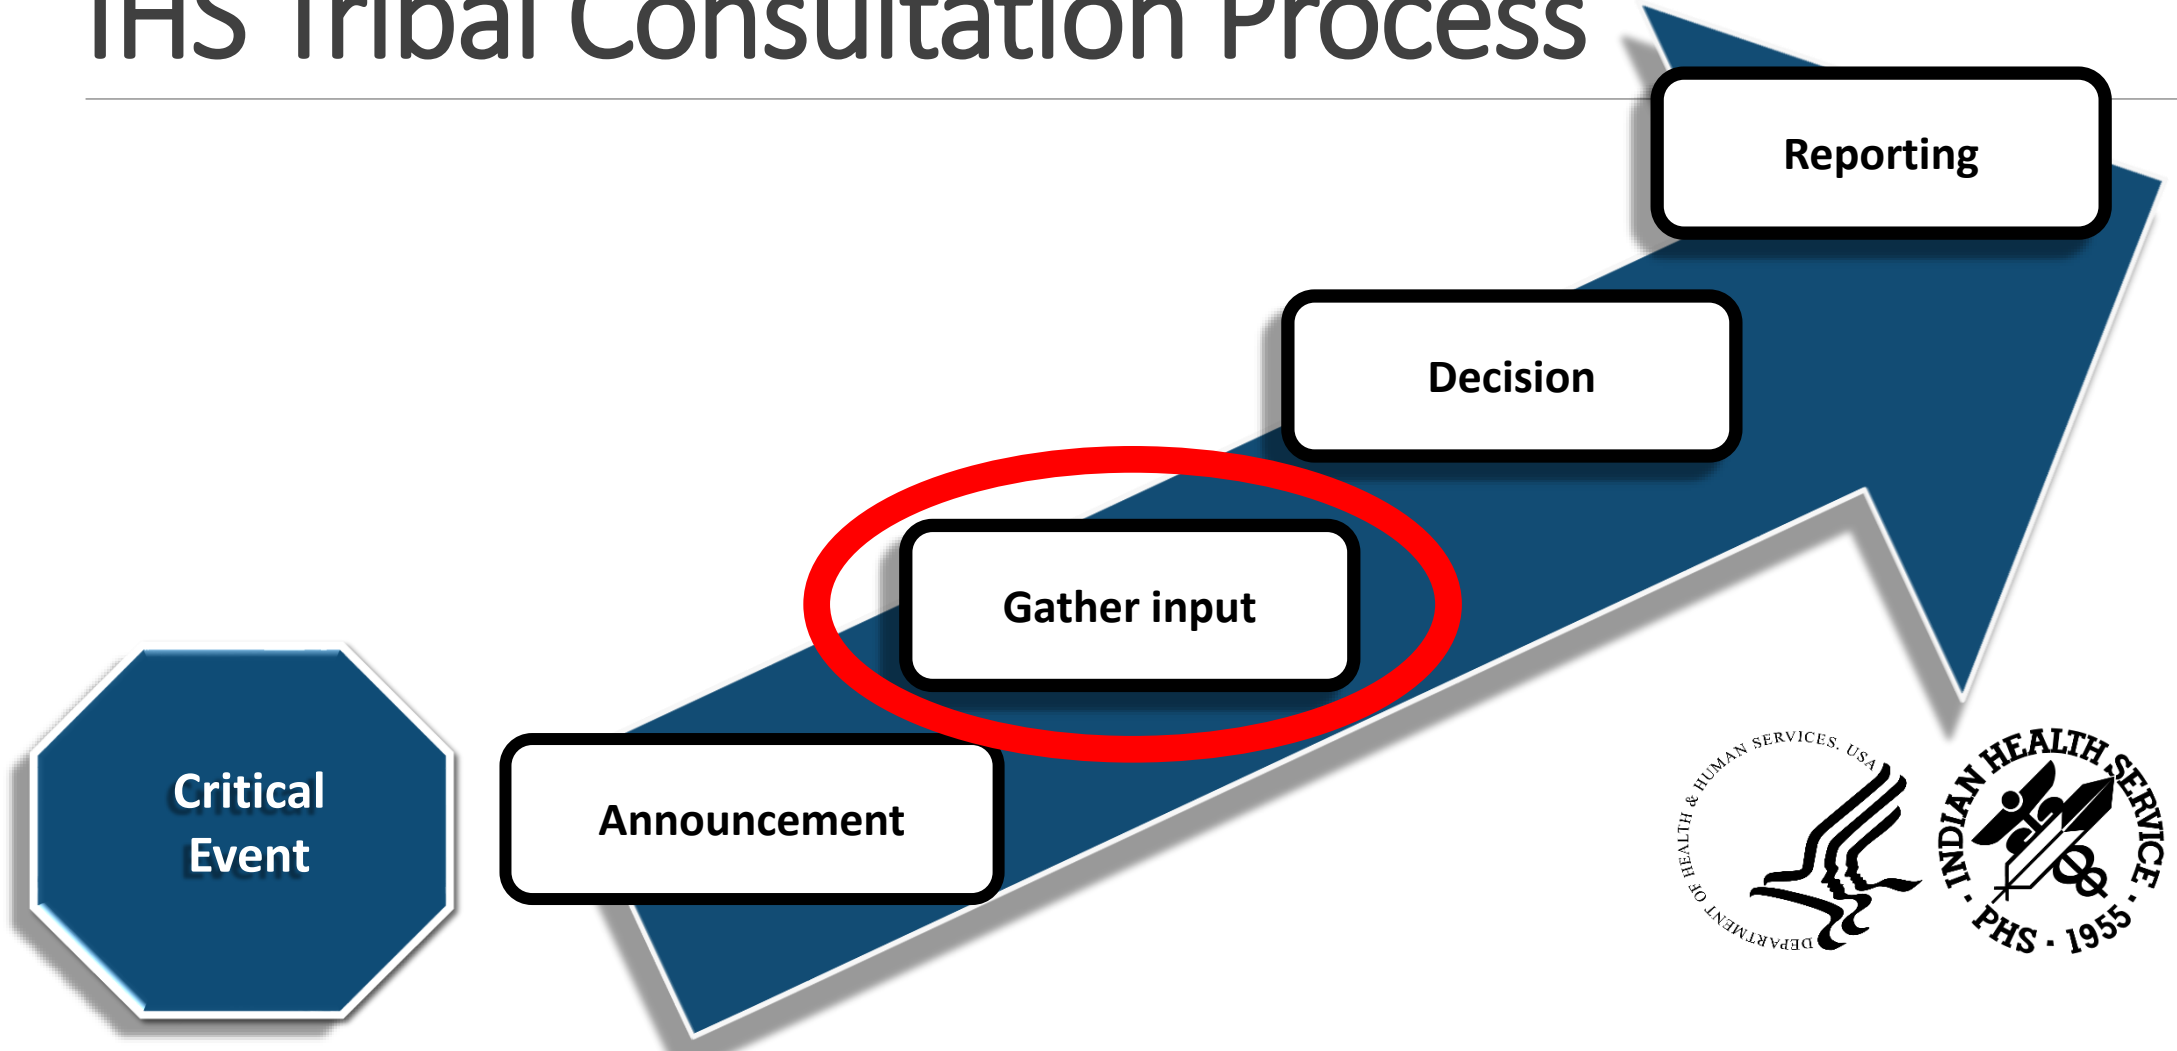 IHS Tribal Consultation Process
Reporting
Decision
Gather input
Announcement
Critical
Event
DEPARTMENT OF HEALTH & HUMAN SERVICES. USA
INDIAN HEALTH SERVICE · PHS · 1955 ·